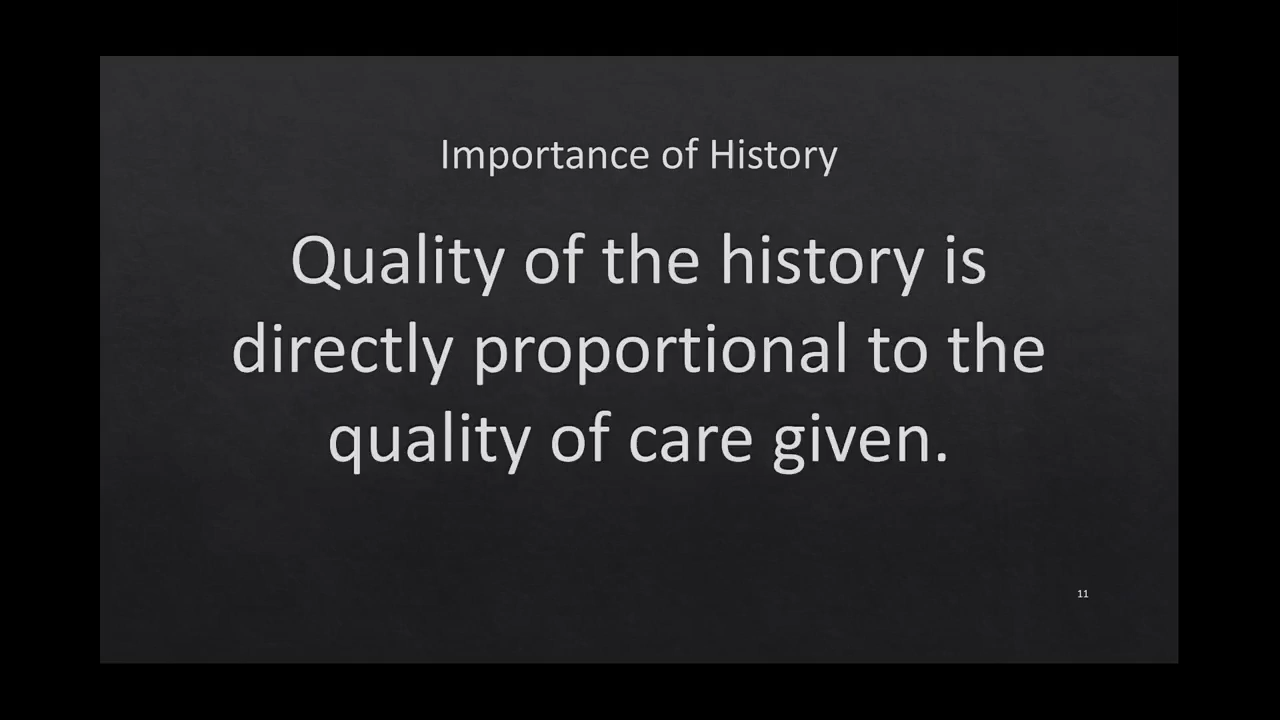 Importance of History
Quality of the history is
directly proportional to the
quality of care given.
11